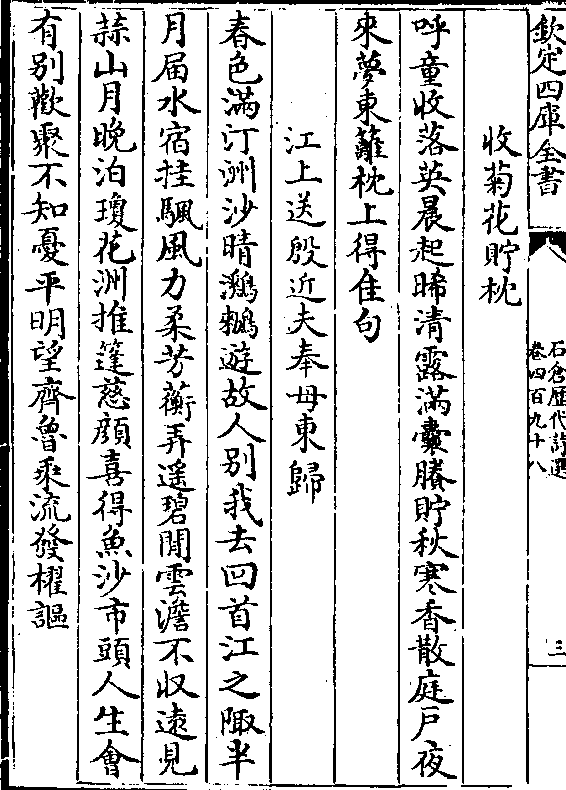 欽定四庫全書
石倉歷代詩選
卷四百九十八
三
收菊花貯枕
呼童收落英晨起晞清露滿囊賸貯秋寒香散庭戶夜
來夢東籬枕上得佳句
江上送殷近夫奉母東歸
春色滿汀洲沙晴㶉鶒遊故人别我去回首江之陬半
月届水宿挂颿風力柔芳蘅弄遥碧閒雲澹不収遠見
蒜山月晚泊瓊花洲推篷慈顔喜得魚沙市頭人生會
有别歡聚不知憂平明望齊魯乘流發櫂謳